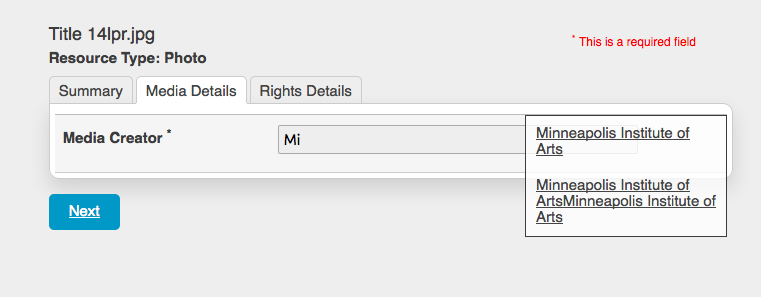 Title 14lpr.jpg
* This is a required field
Resource Type: Photo
Summary
Media Details
Rights Details
Media Creator *
Mi
Minneapolis Institute of
Arts
Minneapolis Institute of
ArtsMinneapolis Institute of
Arts
Next